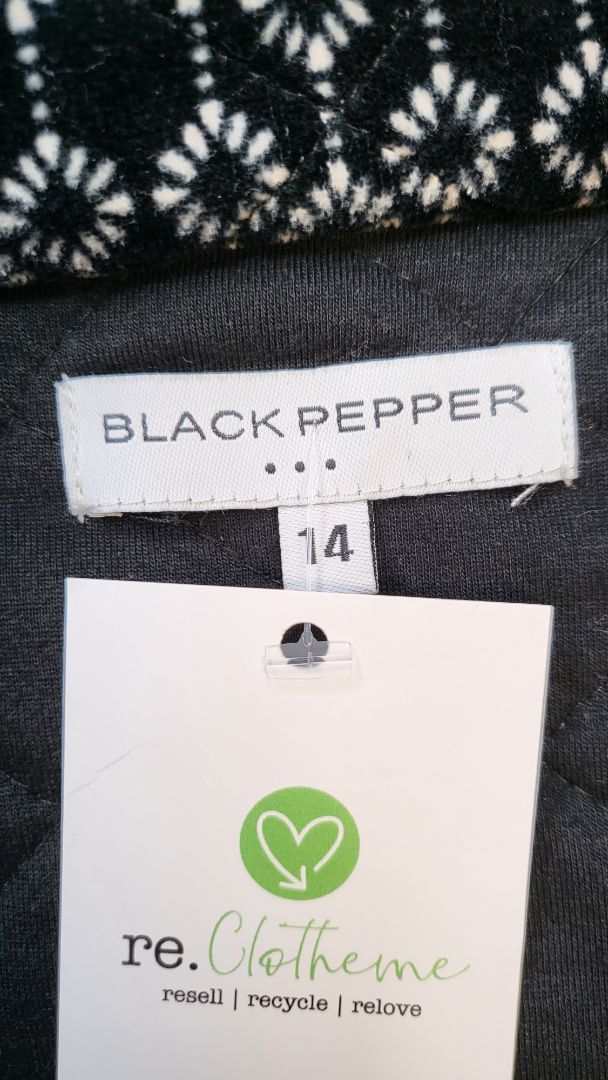 BLACK PEPPER
14
re.Clotheme
resell | recycle | relove